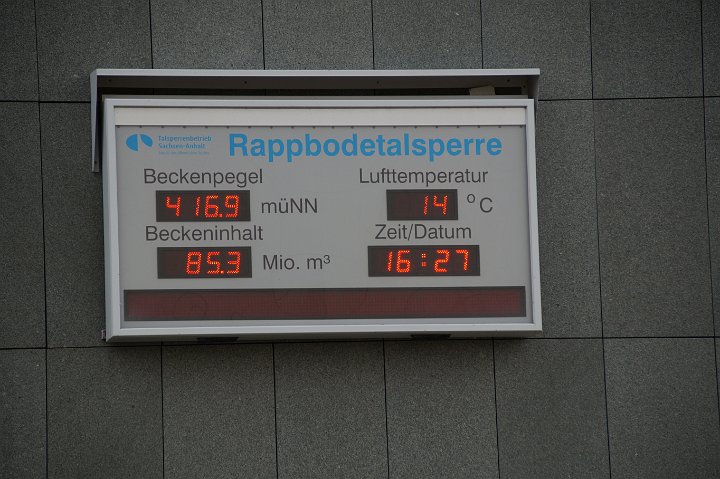 Talsperrenbetrieb
Sachsen-Anhalt
Rappbodetalsperre
Beckenpegel
416.9 müNN
Lufttemperatur
14 °C
Beckeninhalt
85.3 Mio. m³
Zeit/Datum
16:27